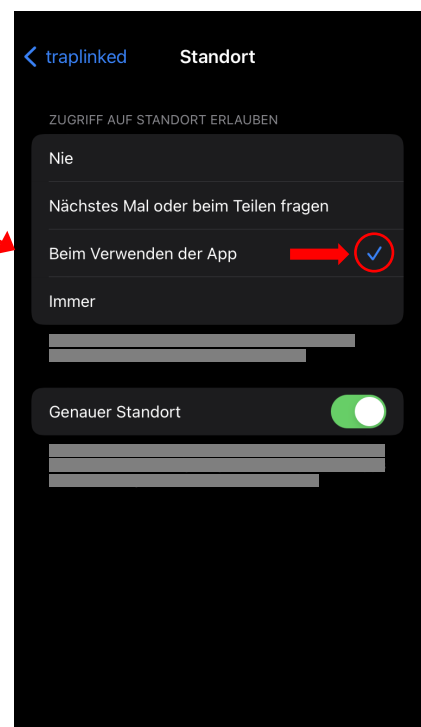 traplinked
Standort
ZUGRIFF AUF STANDORT ERLAUBEN
Nie
Nächstes Mal oder beim Teilen fragen
Beim Verwenden der App
Immer
Genauer Standort